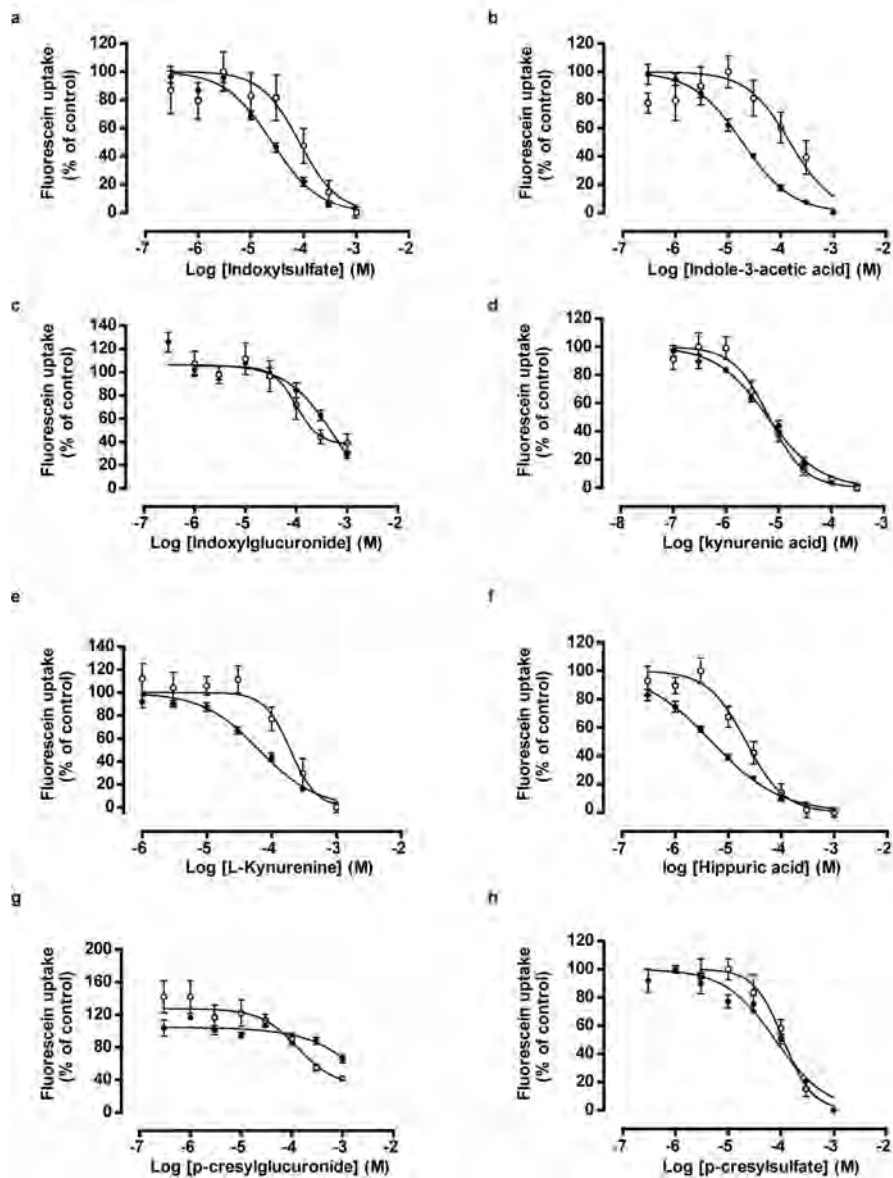 a
Fluorescein uptake
(% of control)
120
100
80
60
40
20
0
-7 -6 -5 -4 -3 -2
Log [Indoxylsulfate] (M)
b
Fluorescein uptake
(% of control)
120
100
80
60
40
20
0
-7 -6 -5 -4 -3 -2
Log [Indole-3-acetic acid] (M)
c
Fluorescein uptake
(% of control)
140
120
100
80
60
40
20
0
-7 -6 -5 -4 -3 -2
Log [Indoxylglucuronide] (M)
d
Fluorescein uptake
(% of control)
120
100
80
60
40
20
0
-8 -7 -6 -5 -4 -3
Log [kynurenic acid] (M)
e
Fluorescein uptake
(% of control)
140
120
100
80
60
40
20
0
-6 -5 -4 -3 -2
Log [L-Kynurenine] (M)
f
Fluorescein uptake
(% of control)
120
100
80
60
40
20
0
-7 -6 -5 -4 -3 -2
log [Hippuric acid] (M)
g
Fluorescein uptake
(% of control)
200
160
120
80
40
0
-7 -6 -5 -4 -3 -2
Log [p-cresylglucuronide] (M)
h
Fluorescein uptake
(% of control)
120
100
80
60
40
20
0
-7 -6 -5 -4 -3 -2
Log [p-cresylsulfate] (M)